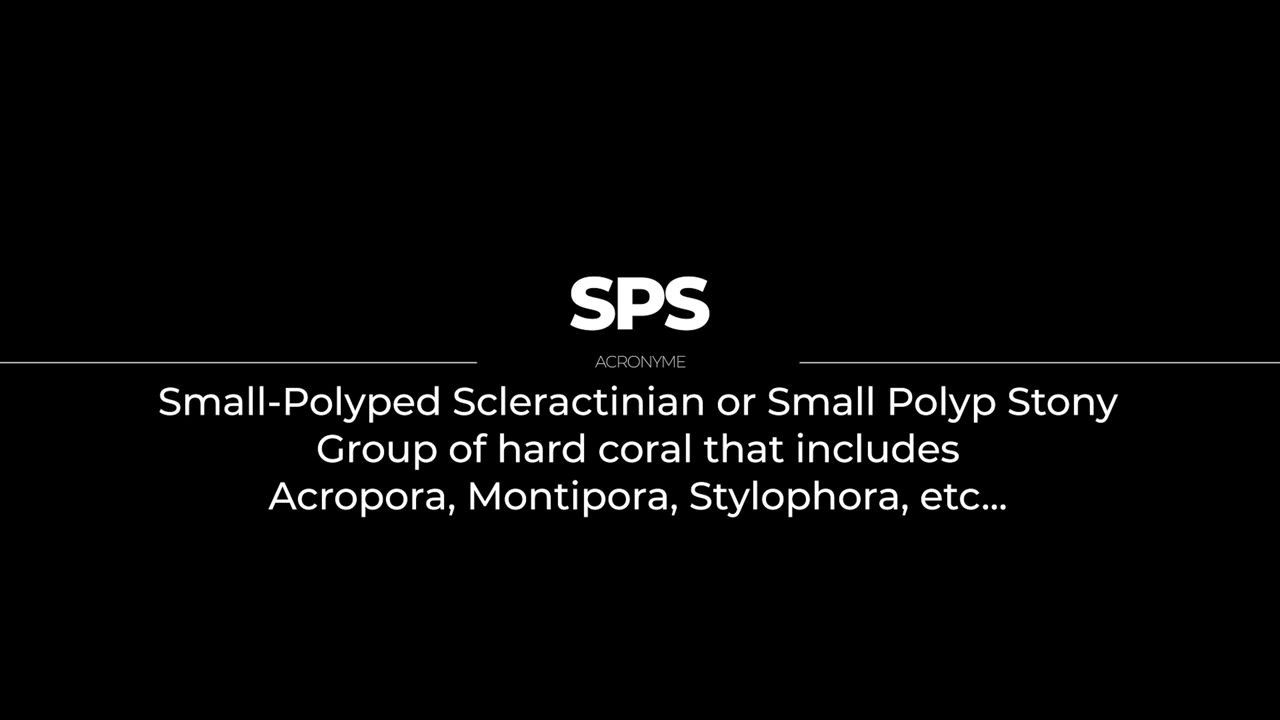 SPS
ACRONYME
Small-Polyped Scleractinian or Small Polyp Stony
Group of hard coral that includes
Acropora, Montipora, Stylophora, etc...